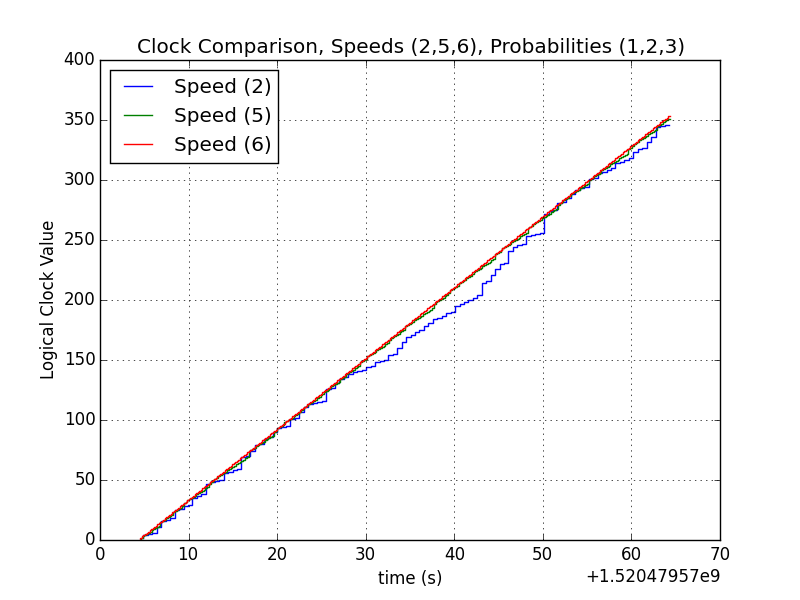 Clock Comparison, Speeds (2,5,6), Probabilities (1,2,3)
400
350
300
250
200
150
100
50
0
Speed (2)
Speed (5)
Speed (6)
Logical Clock Value
0 10 20 30 40 50 60 70
time (s)
+1.52047957e9